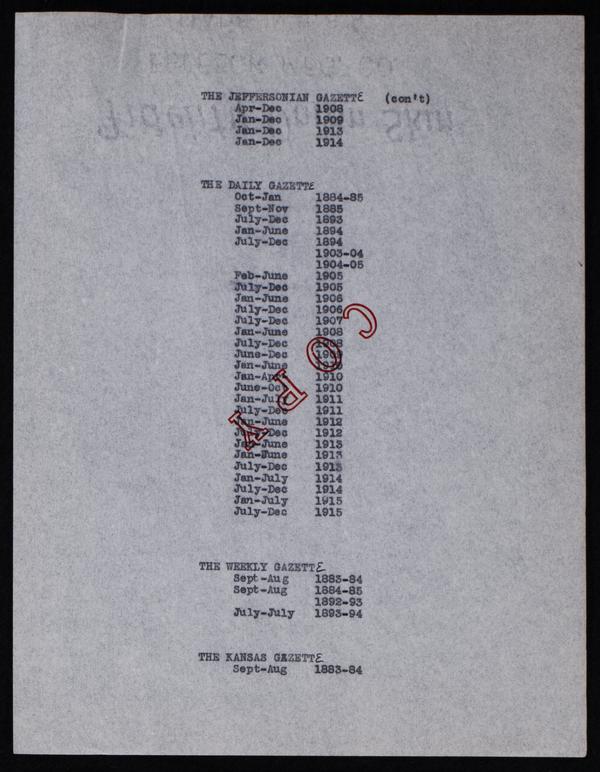 THE JEFFERSONIAN GAZETTE (con't)
Apr-Dec 1908
Jan-Dec 1909
Jan-Dec 1913
Jan-Dec 1914
THE DAILY GAZETTE
Oct-Jan 1884-85
Sept-Nov 1885
July-Dec 1893
Jan-June 1894
July-Dec 1894
1903-04
1904-05
Feb-June 1905
July-Dec 1905
Jan-June 1906
July-Dec 1906
July-Dec 1907
Jan-June 1908
July-Dec 1908
June-Dec 1909
Jan-June 1910
Jan-Apr 1910
June-Oct 1910
Jan-July 1911
July-Dec 1911
Jan-June 1912
July-Dec 1912
Jan-June 1913
Jan-June 1913
July-Dec 1913
Jan-July 1914
July-Dec 1914
Jan-July 1915
July-Dec 1915
COPY
THE WEEKLY GAZETTE
Sept-Aug 1883-84
Sept-Aug 1884-85
1892-93
July-July 1893-94
THE KANSAS GAZETTE
Sept-Aug 1883-84